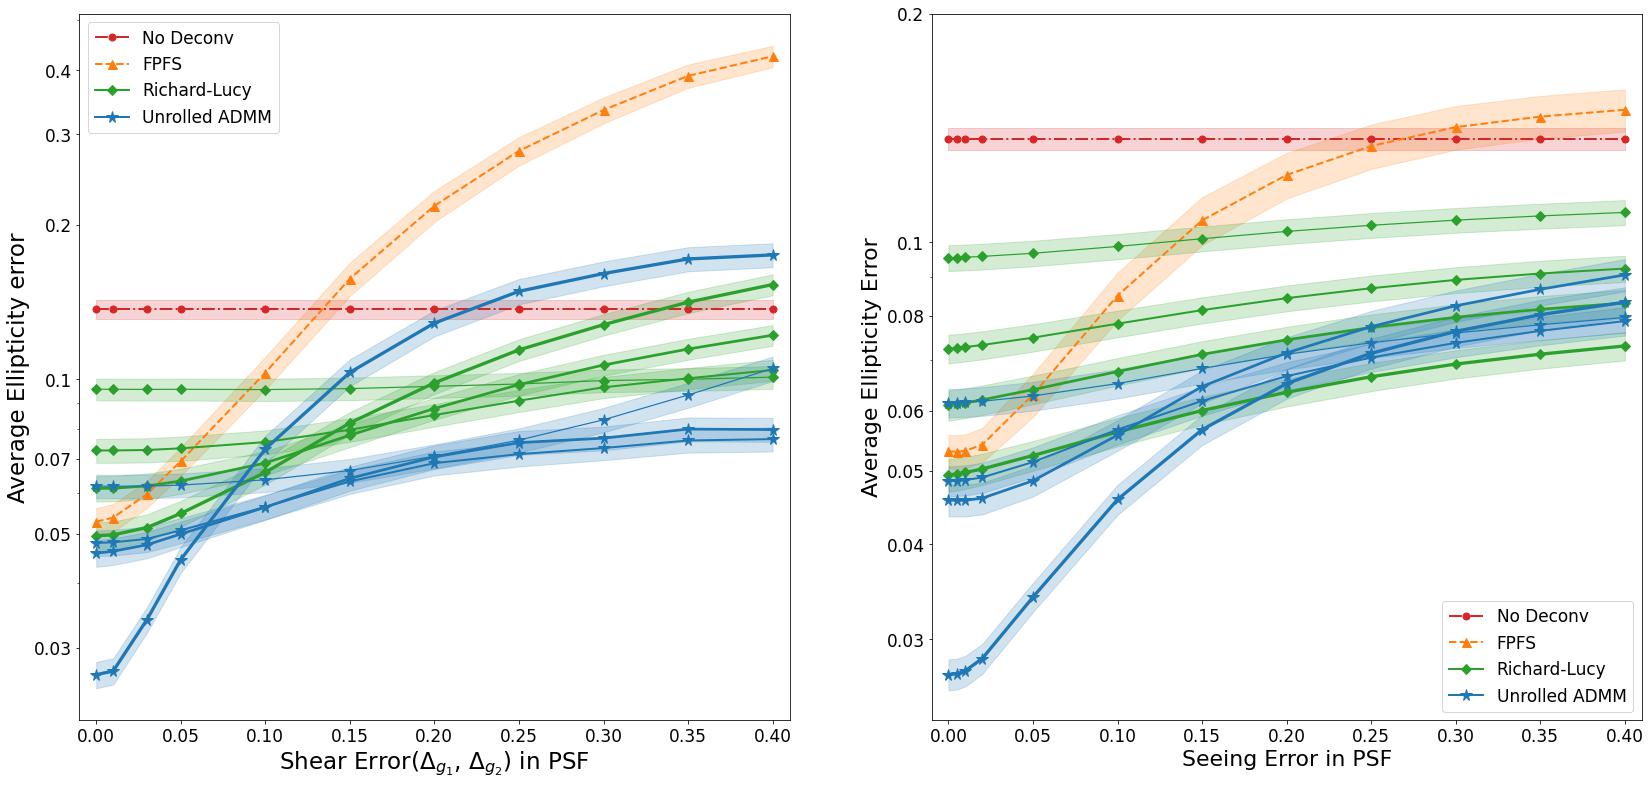 No Deconv
FPFS
Richard-Lucy
Unrolled ADMM
Average Ellipticity error
0.4
0.3
0.2
0.1
0.07
0.05
0.03
0.00 0.05 0.10 0.15 0.20 0.25 0.30 0.35 0.40
Shear Error(Δg₁, Δg₂) in PSF
Average Ellipticity Error
0.2
0.1
0.08
0.06
0.05
0.04
0.03
No Deconv
FPFS
Richard-Lucy
Unrolled ADMM
0.00 0.05 0.10 0.15 0.20 0.25 0.30 0.35 0.40
Seeing Error in PSF